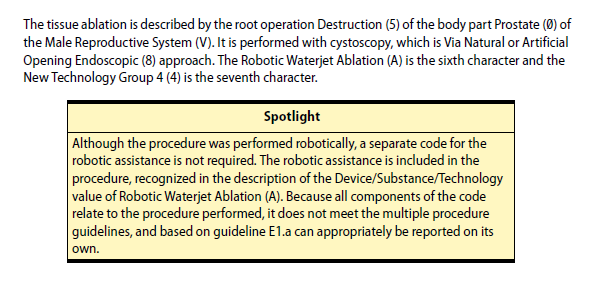 The tissue ablation is described by the root operation Destruction (5) of the body part Prostate (Ø) of
the Male Reproductive System (V). It is performed with cystoscopy, which is Via Natural or Artificial
Opening Endoscopic (8) approach. The Robotic Waterjet Ablation (A) is the sixth character and the
New Technology Group 4 (4) is the seventh character.
Spotlight
Although the procedure was performed robotically, a separate code for the
robotic assistance is not required. The robotic assistance is included in the
procedure, recognized in the description of the Device/Substance/Technology
value of Robotic Waterjet Ablation (A). Because all components of the code
relate to the procedure performed, it does not meet the multiple procedure
guidelines, and based on guideline E1.a can appropriately be reported on its
own.